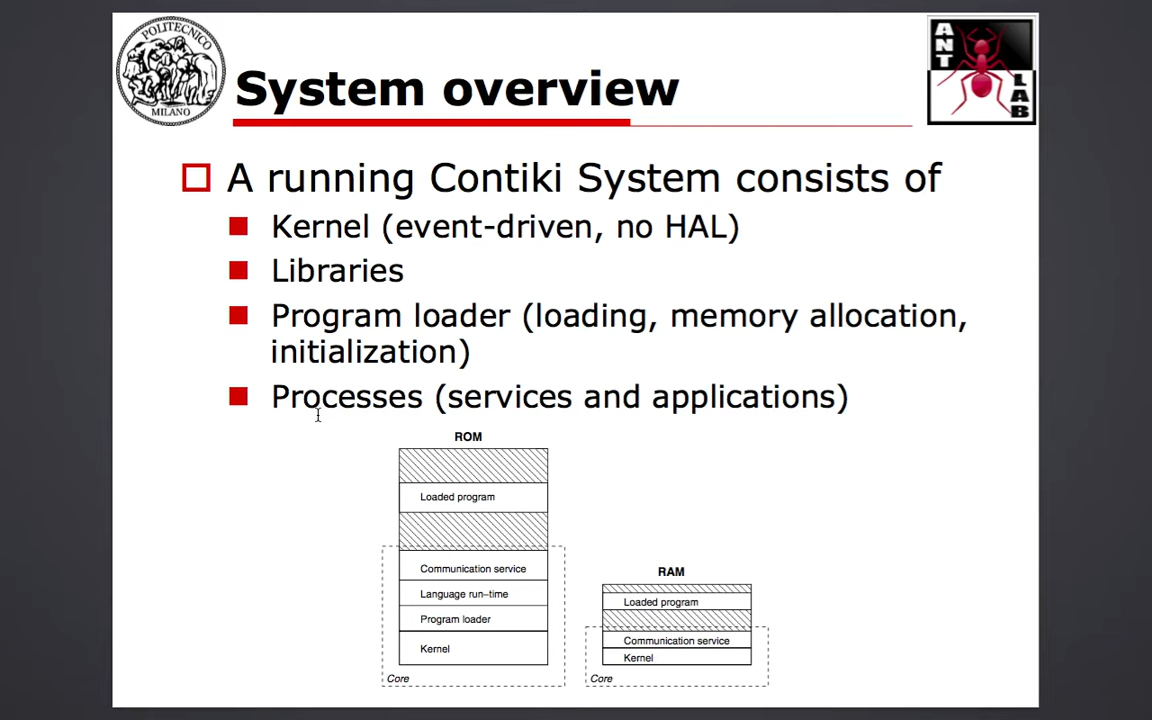 POLITECNICO
MILANO
System overview
ANT
LAB
A running Contiki System consists of
Kernel (event-driven, no HAL)
Libraries
Program loader (loading, memory allocation,
initialization)
Processes (services and applications)
ROM
Loaded program
Communication service
Language run–time
Program loader
Kernel
Core
RAM
Loaded program
Communication service
Kernel
Core